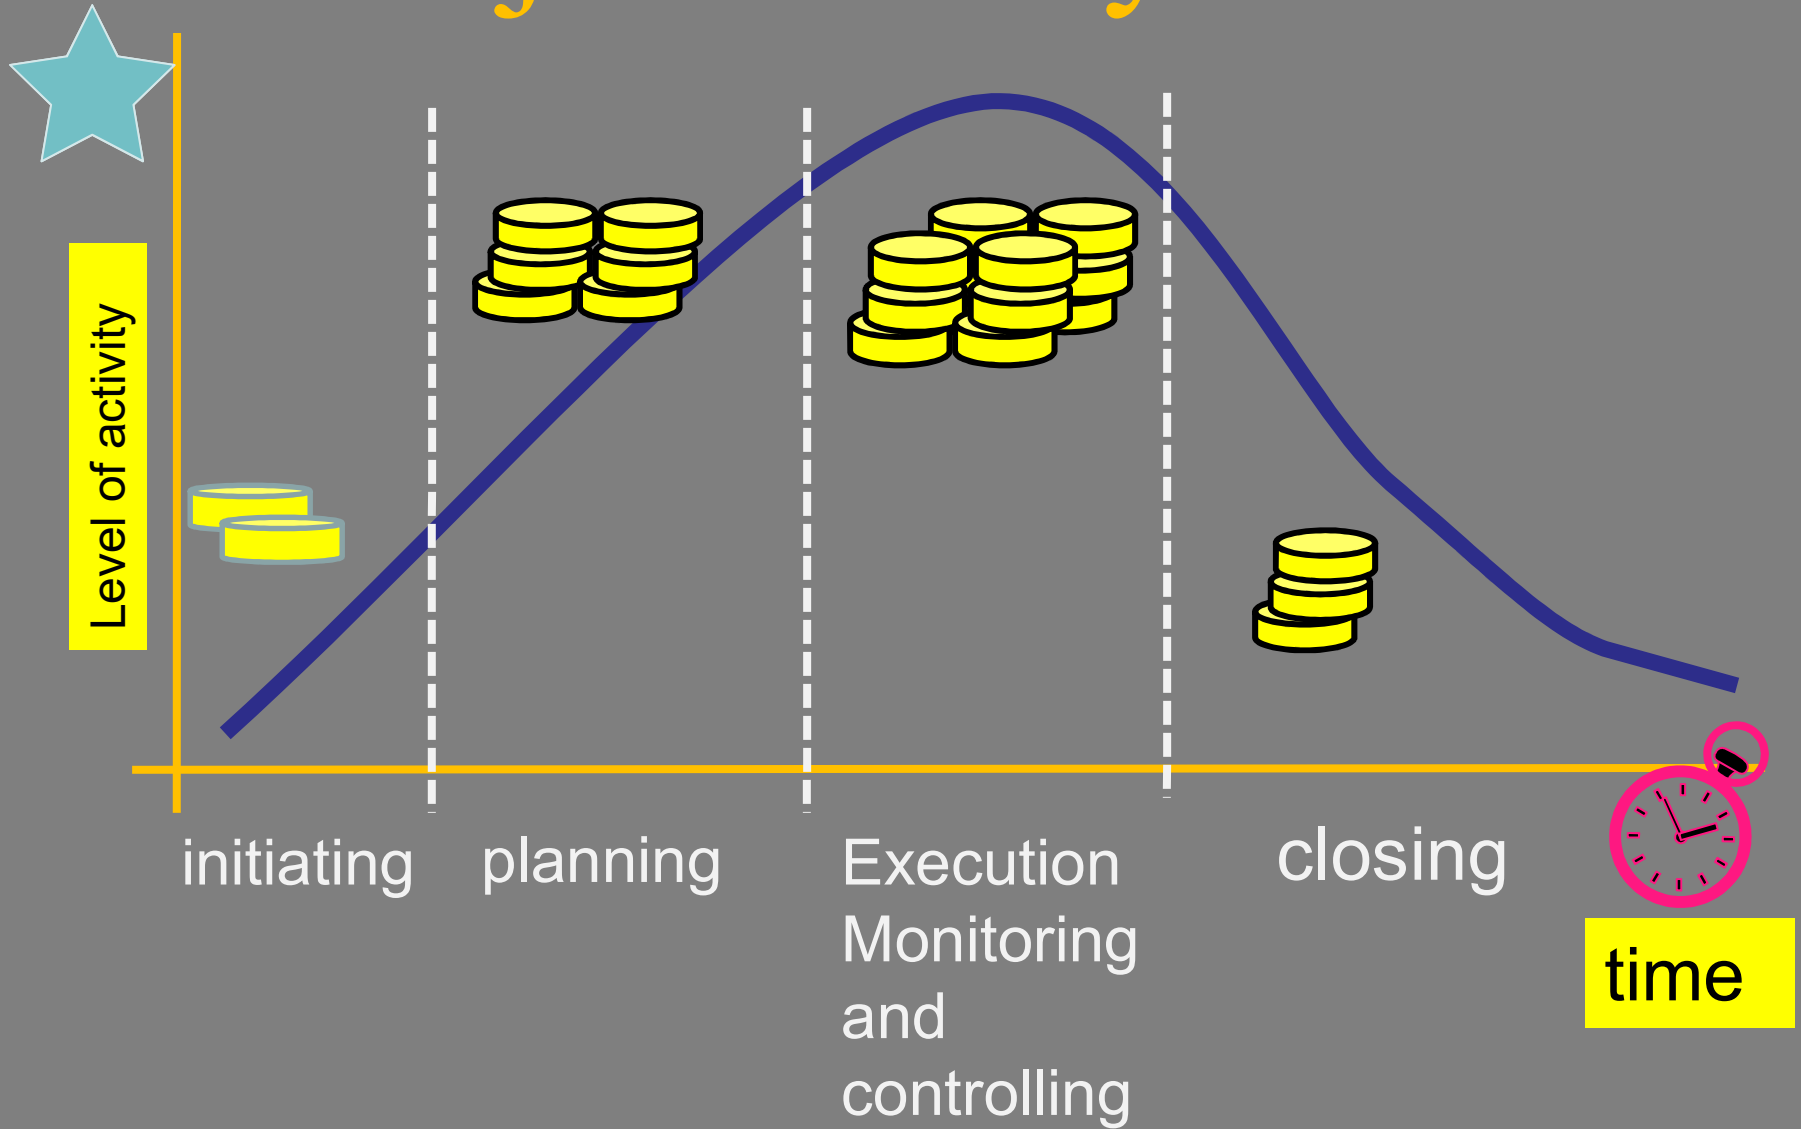 Level of activity
initiating
planning
Execution
Monitoring
and
controlling
closing
time